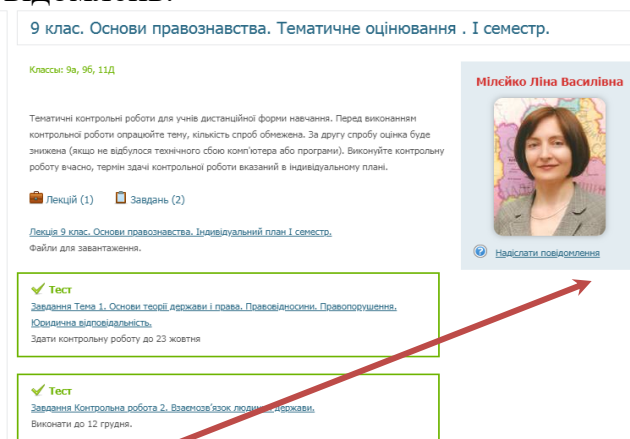 9 клас. Основи правознавства. Тематичне оцінювання . І семестр.
Классы: 9а, 9б, 11Д
Тематичні контрольні роботи для учнів дистанційної форми навчання. Перед виконанням
контрольної роботи опрацюйте тему, кількість спроб обмежена. За другу спробу оцінка буде
знижена (якщо не відбулося технічного сбою комп'ютера або програми). Виконуйте контрольну
роботу вчасно, термін здачі контрольної роботи вказаний в індивідуальному плані.
Лекцій (1) Завдань (2)
Лекція 9 клас. Основи правознавства. Індивідуальний план І семестр.
Файли для завантаження.
Тест
Завдання Тема 1. Основи теорії держави і права. Правовідносини. Правопорушення.
Юридична відповідальність.
Здати контрольну роботу до 23 жовтня
Тест
Завдання Контрольна робота 2. Взаємозв'язок людини держави.
Виконати до 12 грудня.
Мілєйко Ліна Василівна
Надіслати повідомлення